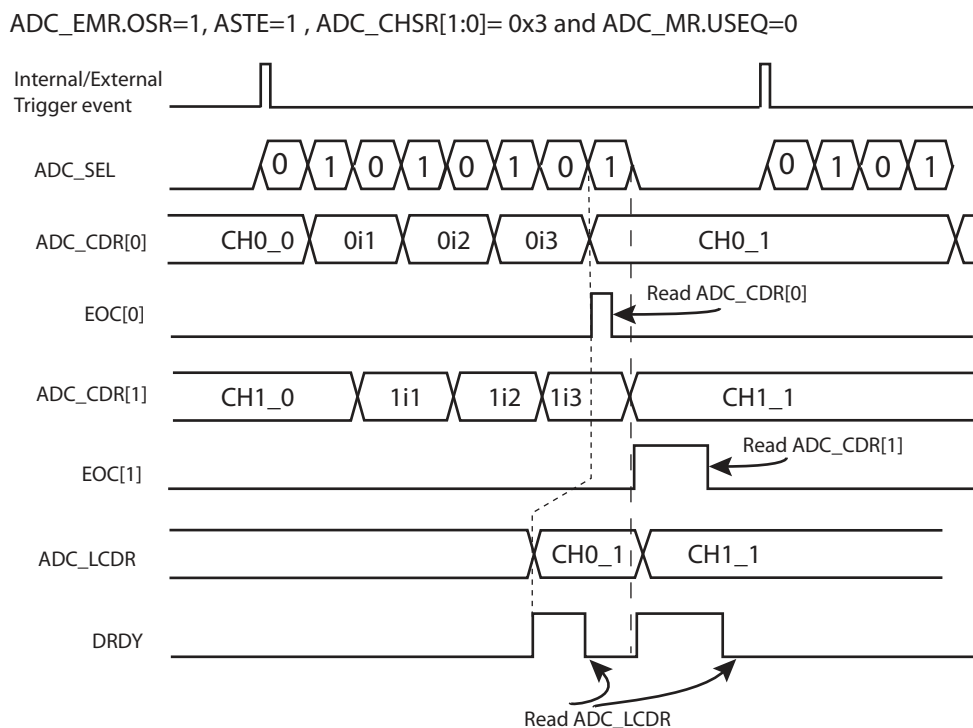 ADC_EMR.OSR=1, ASTE=1 , ADC_CHSR[1:0]= 0x3 and ADC_MR.USEQ=0
Internal/External
Trigger event
ADC_SEL 0 1 0 1 0 1 0 1 0 1 0 1
ADC_CDR[0] CH0_0 0i1 0i2 0i3 CH0_1
EOC[0] Read ADC_CDR[0]
ADC_CDR[1] CH1_0 1i1 1i2 1i3 CH1_1
EOC[1] Read ADC_CDR[1]
ADC_LCDR CH0_1 CH1_1
DRDY
Read ADC_LCDR